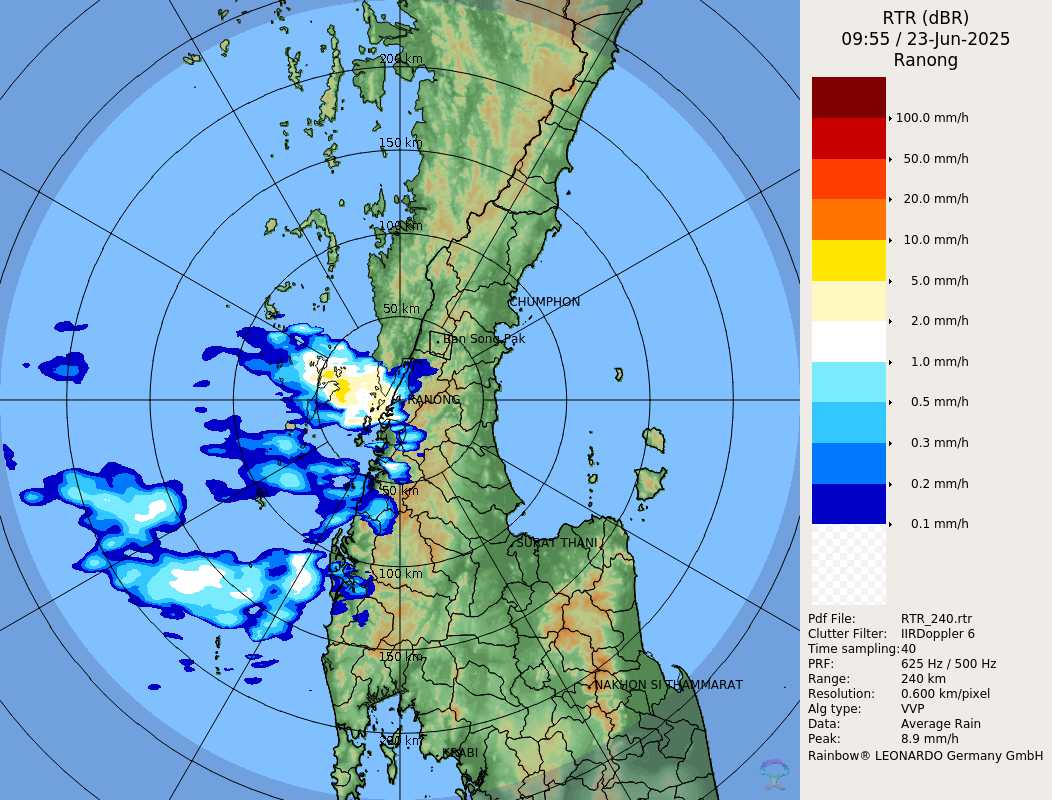 RTR (dBR)
09:55 / 23-Jun-2025
Ranong
100.0 mm/h
50.0 mm/h
20.0 mm/h
10.0 mm/h
5.0 mm/h
2.0 mm/h
1.0 mm/h
0.5 mm/h
0.3 mm/h
0.2 mm/h
0.1 mm/h
Pdf File: RTR_240.rtr
Clutter Filter: IIRDoppler 6
Time sampling:40
PRF: 625 Hz / 500 Hz
Range: 240 km
Resolution: 0.600 km/pixel
Alg type: VVP
Data: Average Rain
Peak: 8.9 mm/h
Rainbow® LEONARDO Germany GmbH
200 km
150 km
100 km
CHUMPHON
50 km
Ban Song Pak
RANONG
50 km
SURAT THANI
100 km
150 km
NAKHON SI THAMMARAT
200 km
KRABI